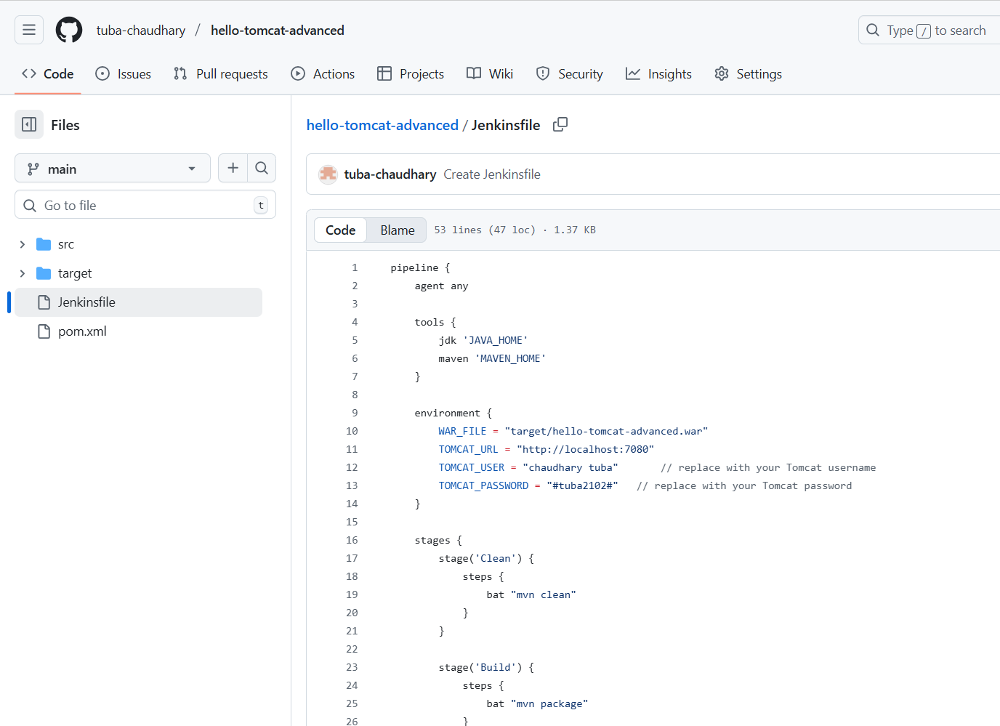 tuba-chaudhary / hello-tomcat-advanced
Type / to search
Code Issues Pull requests Actions Projects Wiki Security Insights Settings
Files
main
Go to file t
src
target
Jenkinsfile
pom.xml
hello-tomcat-advanced / Jenkinsfile
tuba-chaudhary Create Jenkinsfile
Code Blame 53 lines (47 loc) · 1.37 KB
1 pipeline {
2     agent any
3
4     tools {
5         jdk 'JAVA_HOME'
6         maven 'MAVEN_HOME'
7     }
8
9     environment {
10         WAR_FILE = "target/hello-tomcat-advanced.war"
11         TOMCAT_URL = "http://localhost:7080"
12         TOMCAT_USER = "chaudhary tuba"       // replace with your Tomcat username
13         TOMCAT_PASSWORD = "#tuba2102#"   // replace with your Tomcat password
14     }
15
16     stages {
17         stage('Clean') {
18             steps {
19                 bat "mvn clean"
20             }
21         }
22
23         stage('Build') {
24             steps {
25                 bat "mvn package"
26             }